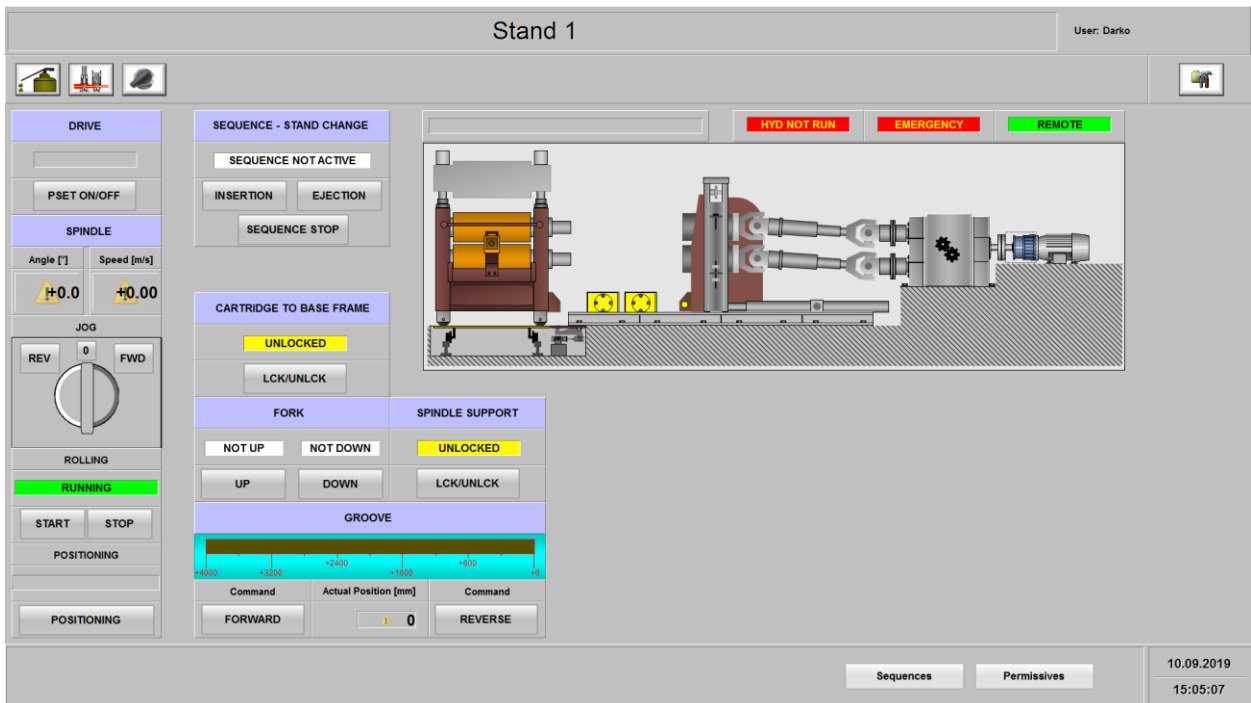 Stand 1
User: Darko
DRIVE
PSET ON/OFF
SPINDLE
Angle [°] Speed [m/s]
+0.0 +0.00
JOG
REV 0 FWD
ROLLING
RUNNING
START STOP
POSITIONING
POSITIONING
SEQUENCE - STAND CHANGE
SEQUENCE NOT ACTIVE
INSERTION EJECTION
SEQUENCE STOP
CARTRIDGE TO BASE FRAME
UNLOCKED
LCK/UNLCK
FORK SPINDLE SUPPORT
NOT UP NOT DOWN UNLOCKED
UP DOWN LCK/UNLCK
GROOVE
+2400 +800
+4000 +3200 +1600 +0
Command Actual Position [mm] Command
FORWARD 0 REVERSE
HYD NOT RUN EMERGENCY REMOTE
Sequences Permissives
10.09.2019
15:05:07